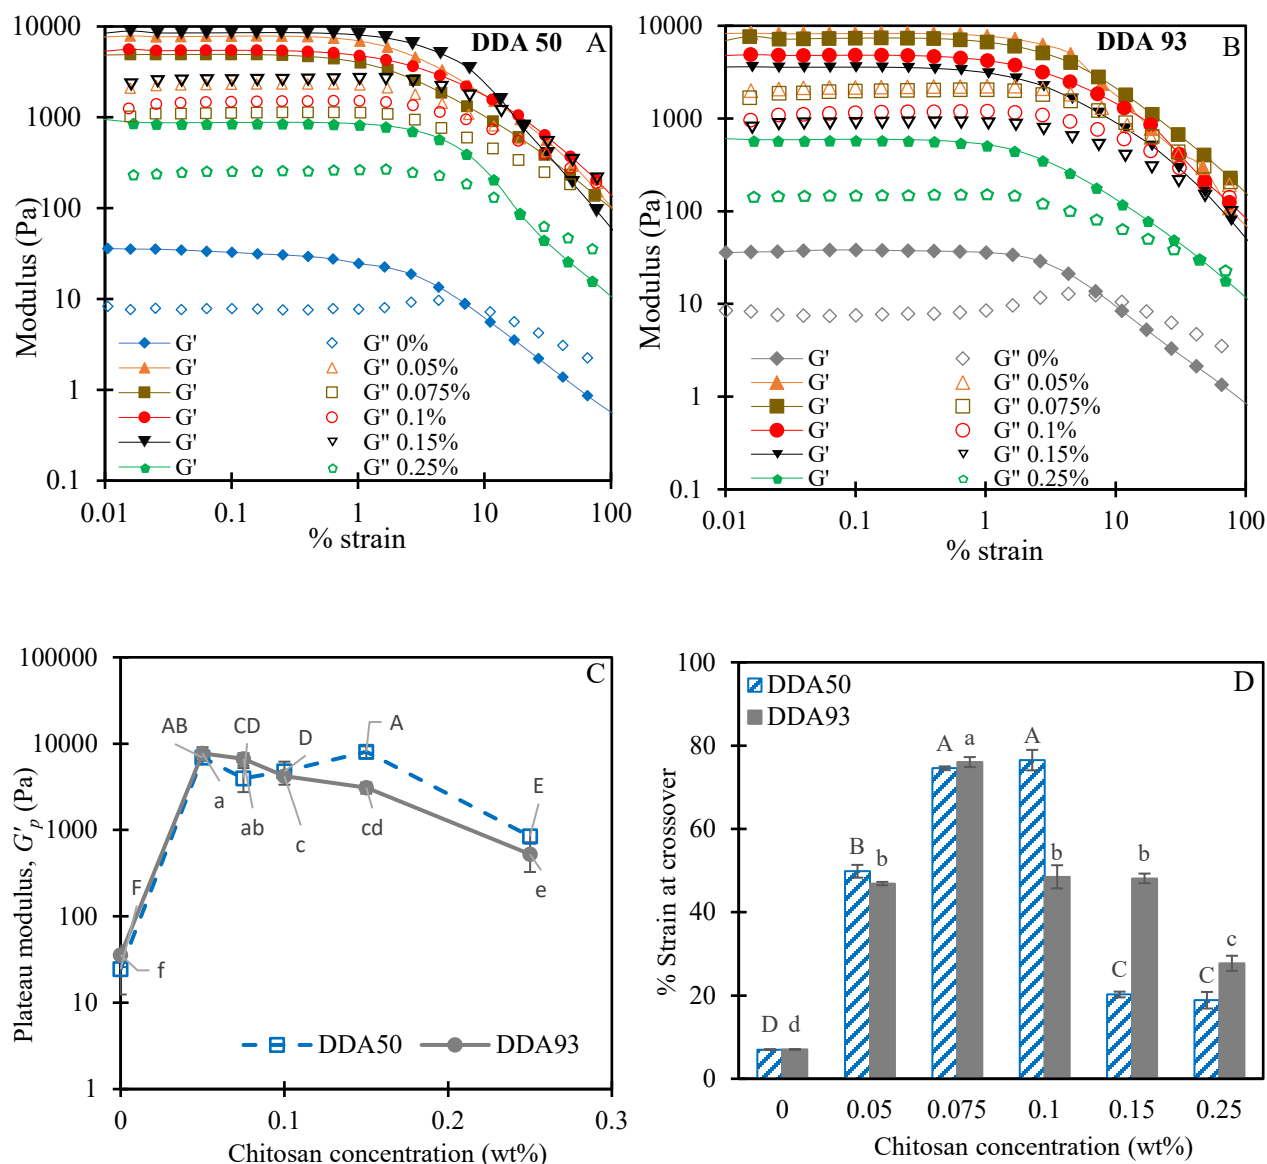 DDA 50
A
10000
1000
100
10
1
0.1
Modulus (Pa)
G' G'' 0%
G' G'' 0.05%
G' G'' 0.075%
G' G'' 0.1%
G' G'' 0.15%
G' G'' 0.25%
0.01 0.1 1 10 100
% strain
DDA 93
B
10000
1000
100
10
1
0.1
Modulus (Pa)
G' G'' 0%
G' G'' 0.05%
G' G'' 0.075%
G' G'' 0.1%
G' G'' 0.15%
G' G'' 0.25%
0.01 0.1 1 10 100
% strain
C
100000
10000
1000
100
10
1
Plateau modulus, G'p (Pa)
AB CD D A
a ab c cd
E
e
F
f
DDA50 DDA93
0 0.1 0.2 0.3
Chitosan concentration (wt%)
D
100
80
60
40
20
0
% Strain at crossover
DDA50
DDA93
D d B b A a A b C b C c
0 0.05 0.075 0.1 0.15 0.25
Chitosan concentration (wt%)